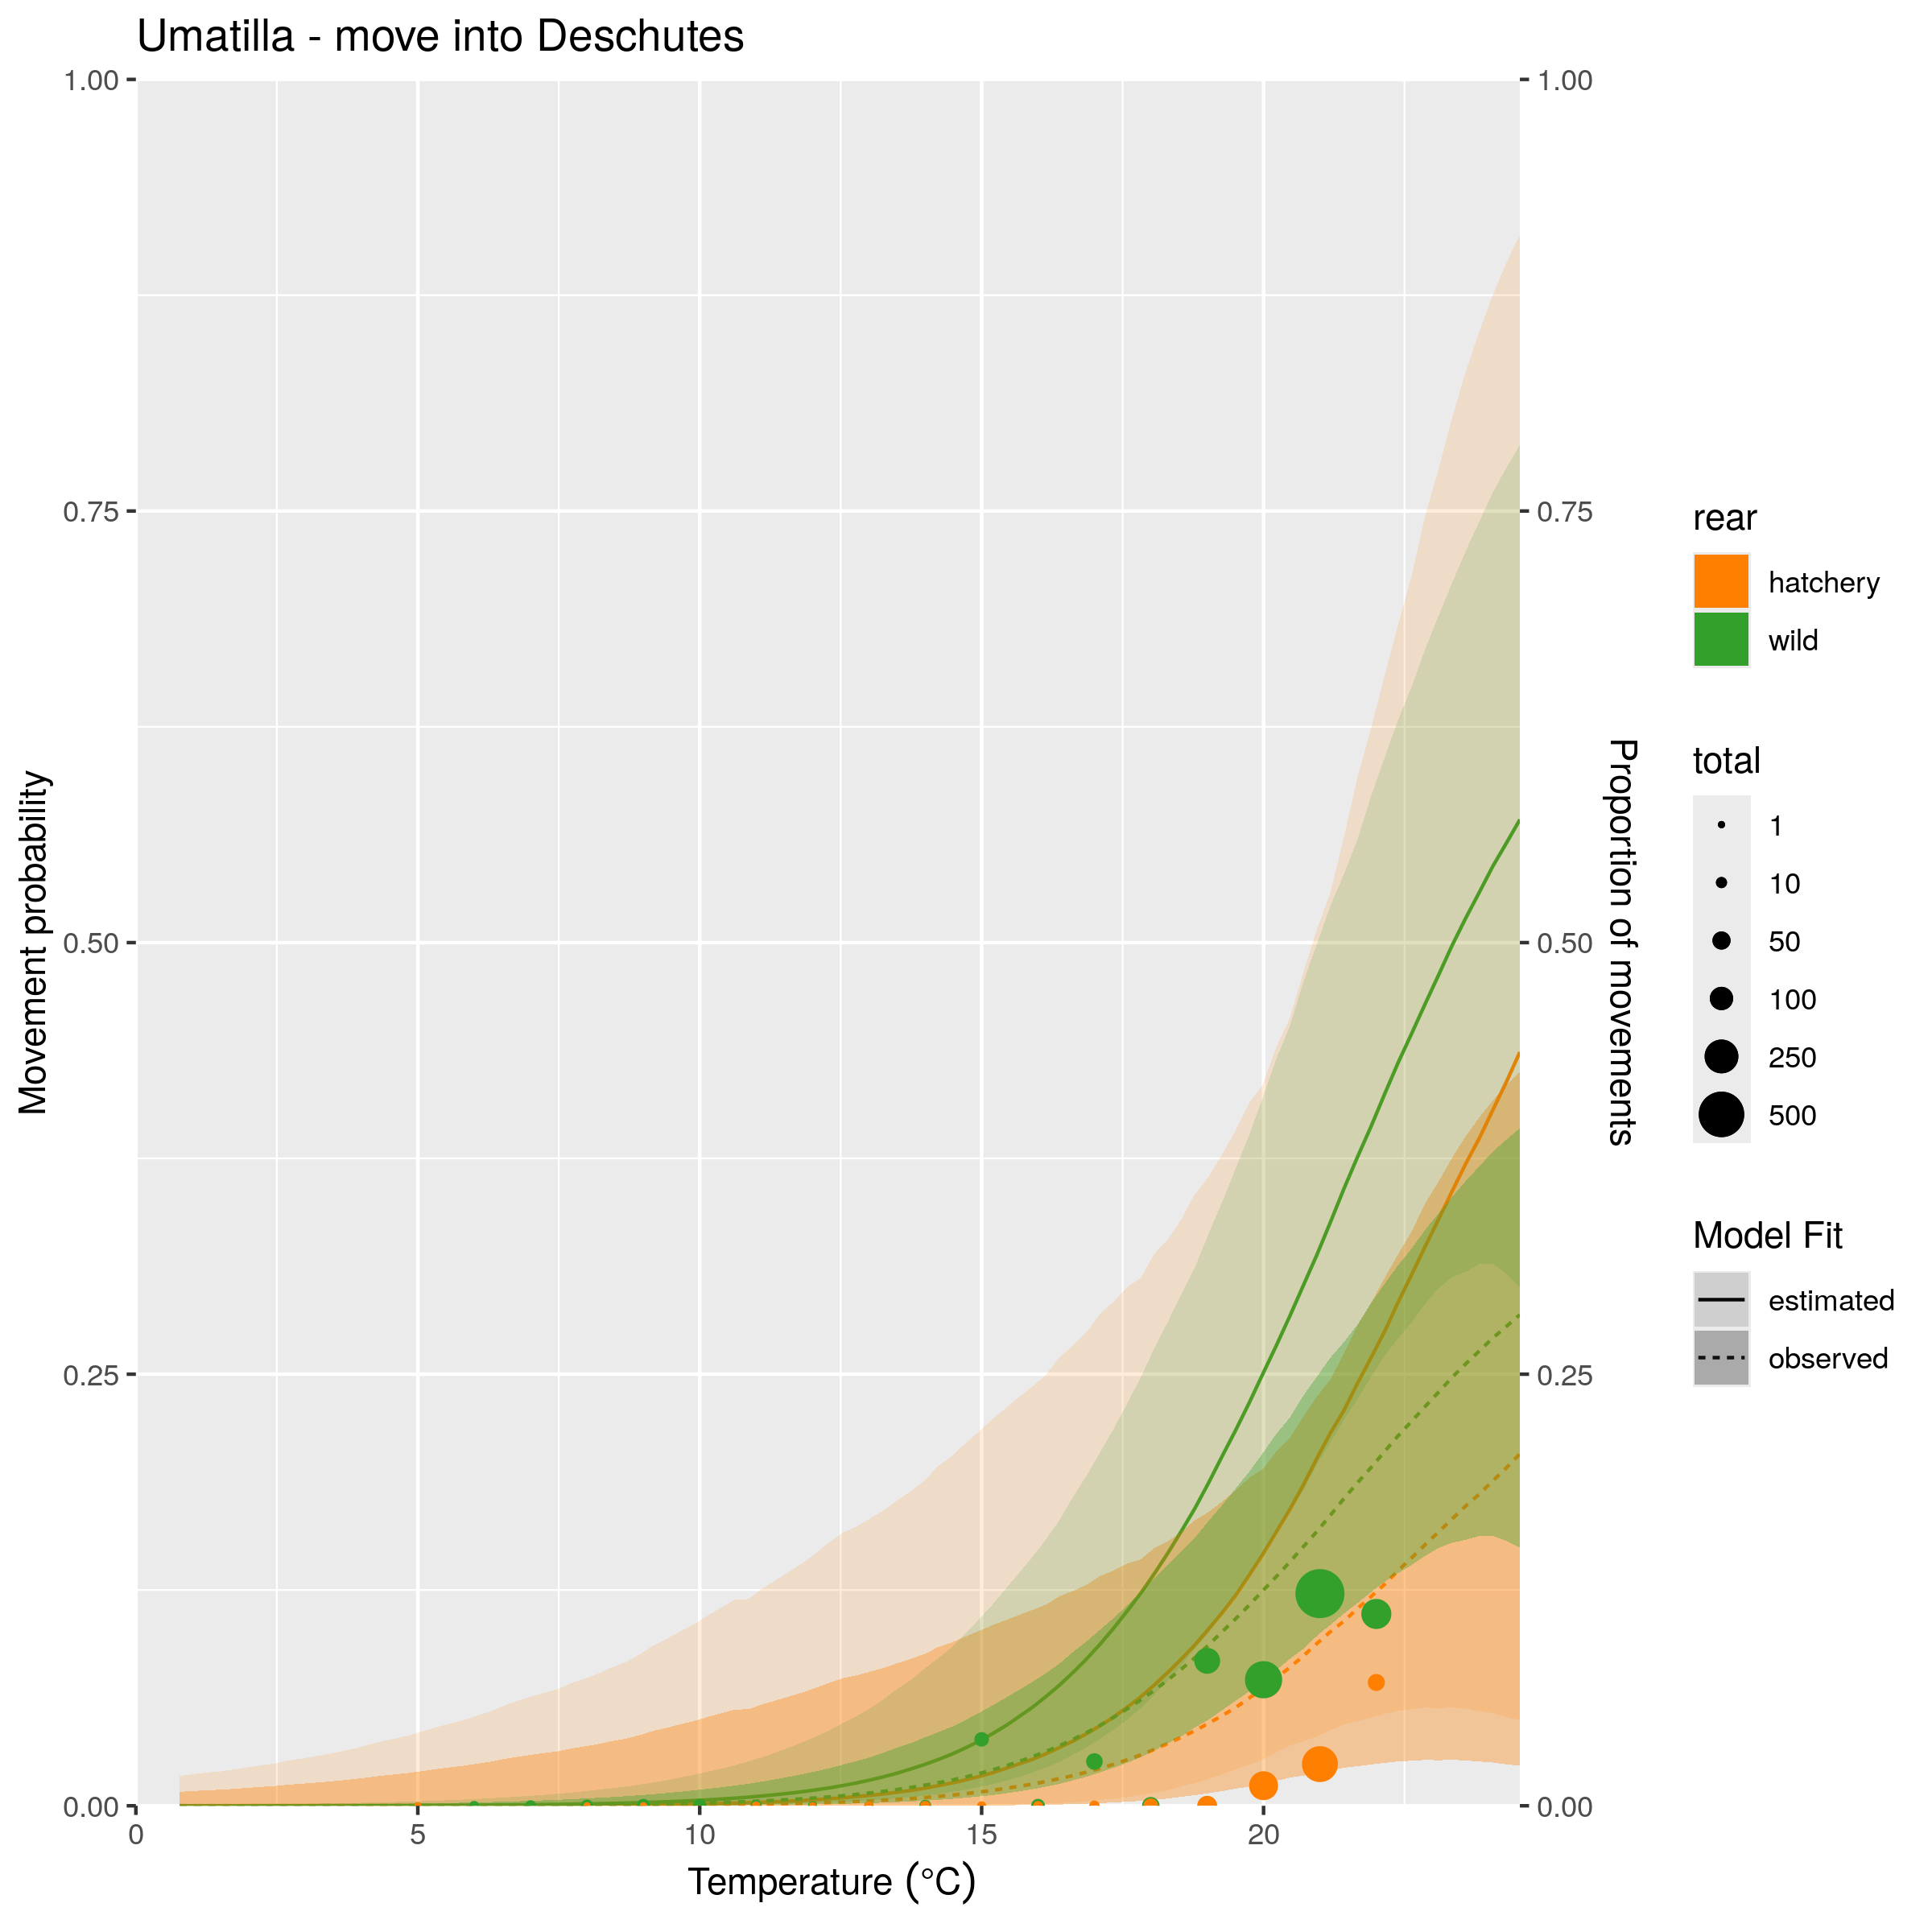 Umatilla - move into Deschutes
Movement probability
1.00
0.75
0.50
0.25
0.00
0
5
10
15
20
Temperature (°C)
1.00
0.75
0.50
0.25
0.00
Proportion of movements
rear
hatchery
wild
total
1
10
50
100
250
500
Model Fit
estimated
observed